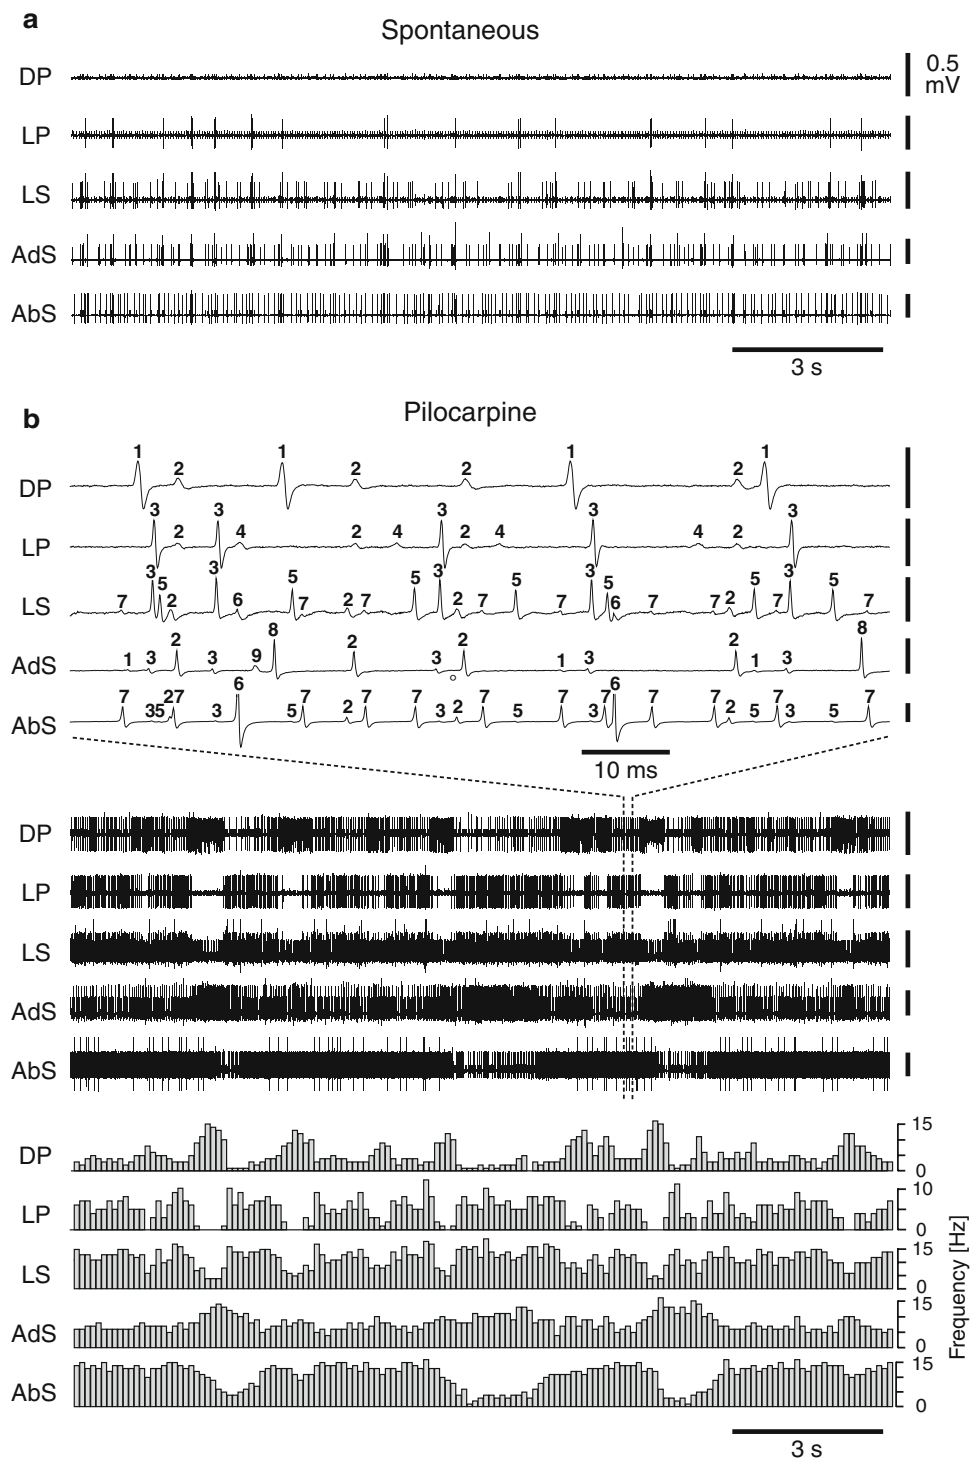 a
Spontaneous
DP
0.5
mV
LP
LS
AdS
AbS
3 s
b
Pilocarpine
1 2 1 2 2 1 2 1
DP
3 2 3 4 2 4 3 2 4 3 4 2 3
LP
7 3 5 2 3 6 5 7 2 7 5 3 2 7 5 7 3 5 6 7 7 2 5 7 3 5 7
LS
1 3 2 3 9 8 2 3 2 1 3 2 1 3 8
AdS
7 3 5 2 7 3 6 5 7 2 7 7 3 2 7 5 7 3 7 6 7 7 2 5 7 3 5 7
AbS
10 ms
DP
LP
LS
AdS
AbS
15
DP
0
10
LP
0
15
LS
0
15
AdS
0
15
AbS
0
Frequency [Hz]
3 s